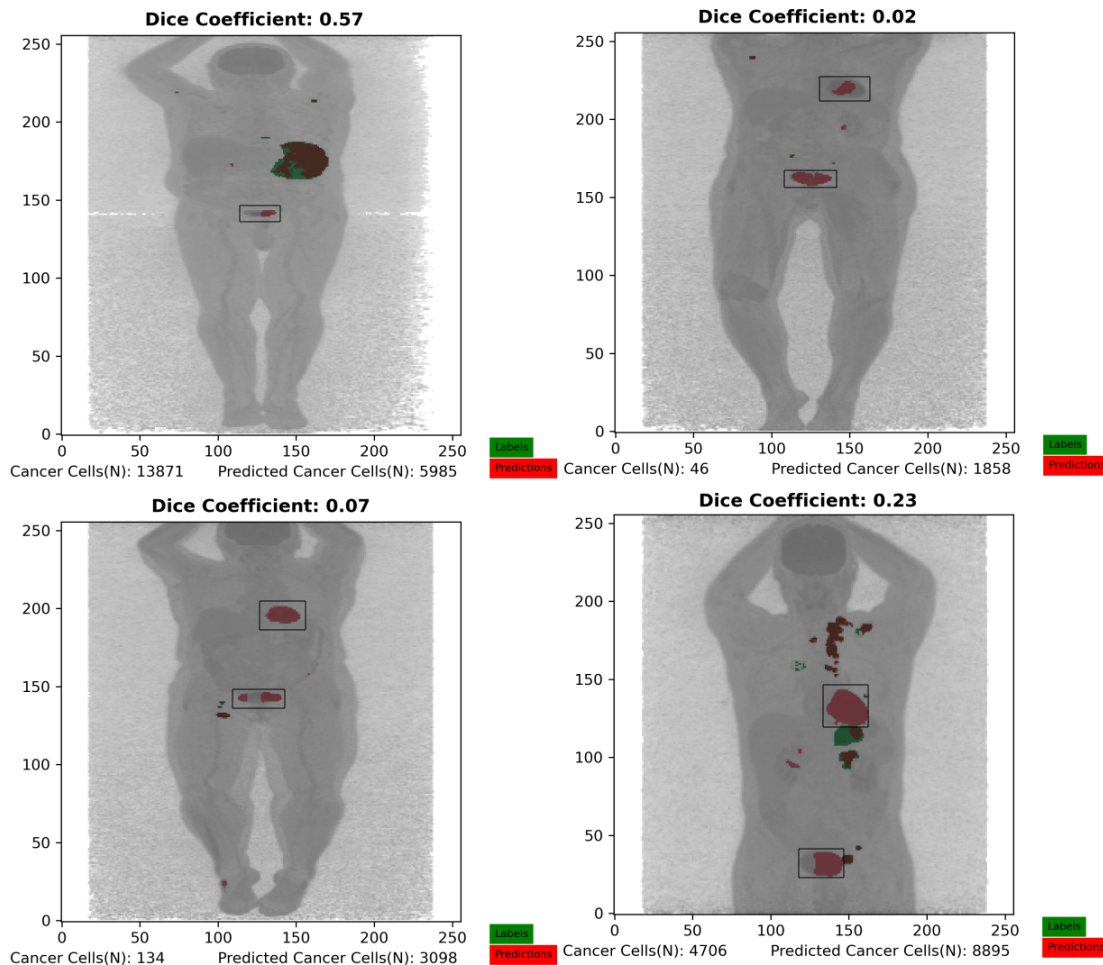 Dice Coefficient: 0.57
250
200
150
100
50
0
0 50 100 150 200 250
Labels
Predictions
Cancer Cells(N): 13871 Predicted Cancer Cells(N): 5985
Dice Coefficient: 0.02
250
200
150
100
50
0
0 50 100 150 200 250
Labels
Predictions
Cancer Cells(N): 46 Predicted Cancer Cells(N): 1858
Dice Coefficient: 0.07
250
200
150
100
50
0
0 50 100 150 200 250
Labels
Predictions
Cancer Cells(N): 134 Predicted Cancer Cells(N): 3098
Dice Coefficient: 0.23
250
200
150
100
50
0
0 50 100 150 200 250
Labels
Predictions
Cancer Cells(N): 4706 Predicted Cancer Cells(N): 8895